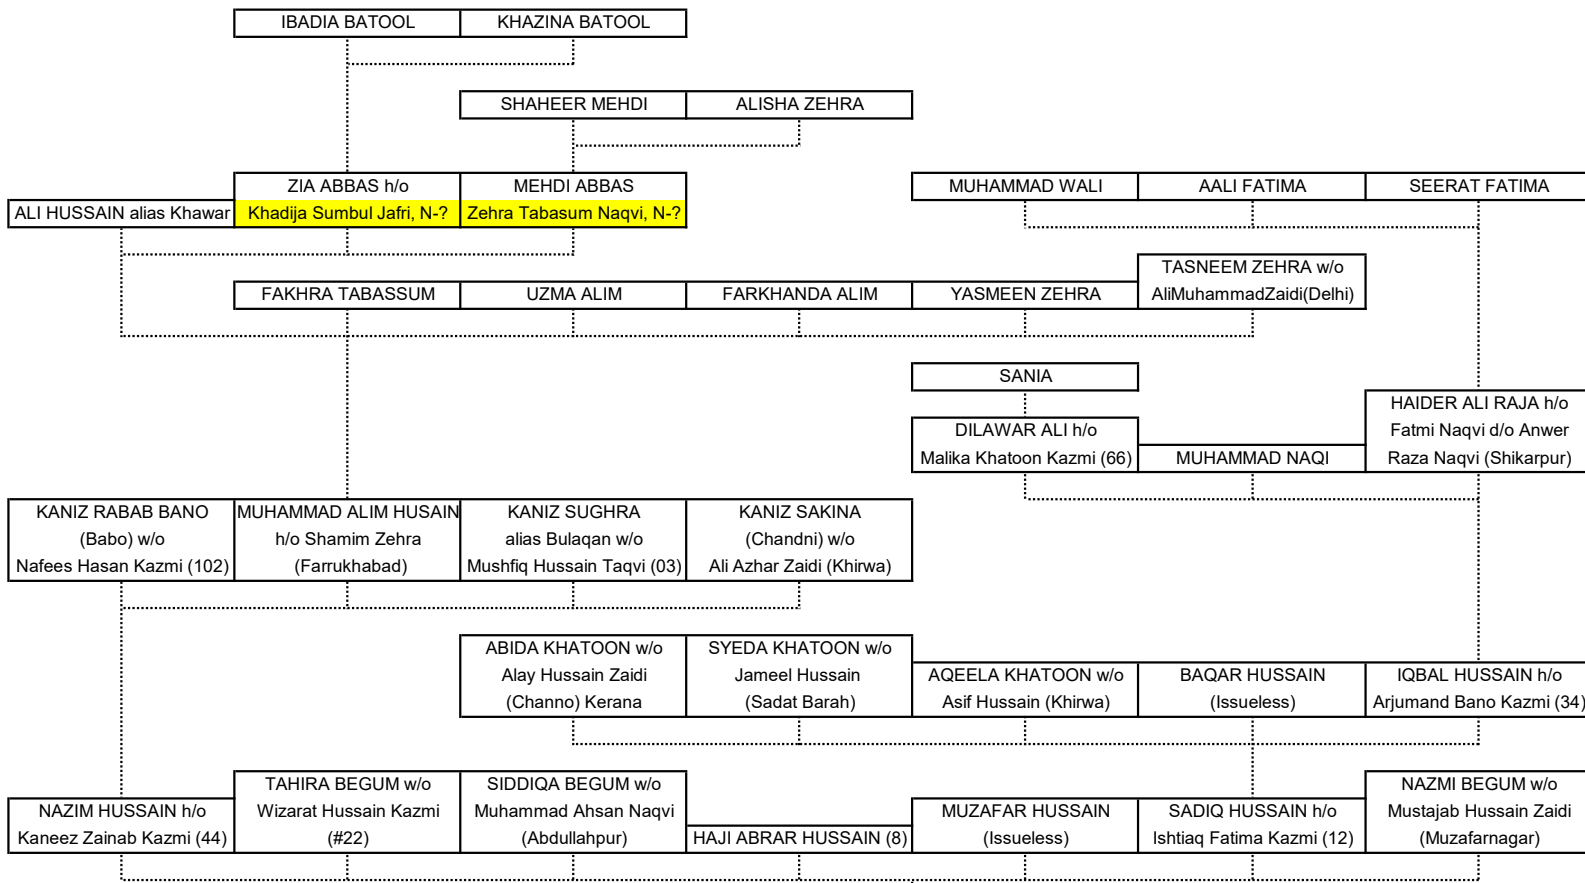 IBADIA BATOOL
KHAZINA BATOOL
SHAHEER MEHDI
ALISHA ZEHRA
ALI HUSSAIN alias Khawar
ZIA ABBAS h/o
Khadija Sumbul Jafri, N-?
MEHDI ABBAS
Zehra Tabasum Naqvi, N-?
MUHAMMAD WALI
AALI FATIMA
SEERAT FATIMA
FAKHRA TABASSUM
UZMA ALIM
FARKHANDA ALIM
YASMEEN ZEHRA
TASNEEM ZEHRA w/o
AliMuhammadZaidi(Delhi)
SANIA
DILAWAR ALI h/o
Malika Khatoon Kazmi (66)
MUHAMMAD NAQI
HAIDER ALI RAJA h/o
Fatmi Naqvi d/o Anwer
Raza Naqvi (Shikarpur)
KANIZ RABAB BANO
(Babo) w/o
Nafees Hasan Kazmi (102)
MUHAMMAD ALIM HUSAIN
h/o Shamim Zehra
(Farrukhabad)
KANIZ SUGHRA
alias Bulaqan w/o
Mushfiq Hussain Taqvi (03)
KANIZ SAKINA
(Chandni) w/o
Ali Azhar Zaidi (Khirwa)
ABIDA KHATOON w/o
Alay Hussain Zaidi
(Channo) Kerana
SYEDA KHATOON w/o
Jameel Hussain
(Sadat Barah)
AQEELA KHATOON w/o
Asif Hussain (Khirwa)
BAQAR HUSSAIN
(Issueless)
IQBAL HUSSAIN h/o
Arjumand Bano Kazmi (34)
NAZIM HUSSAIN h/o
Kaneez Zainab Kazmi (44)
TAHIRA BEGUM w/o
Wizarat Hussain Kazmi
(#22)
SIDDIQA BEGUM w/o
Muhammad Ahsan Naqvi
(Abdullahpur)
HAJI ABRAR HUSSAIN (8)
MUZAFAR HUSSAIN
(Issueless)
SADIQ HUSSAIN h/o
Ishtiaq Fatima Kazmi (12)
NAZMI BEGUM w/o
Mustajab Hussain Zaidi
(Muzafarnagar)